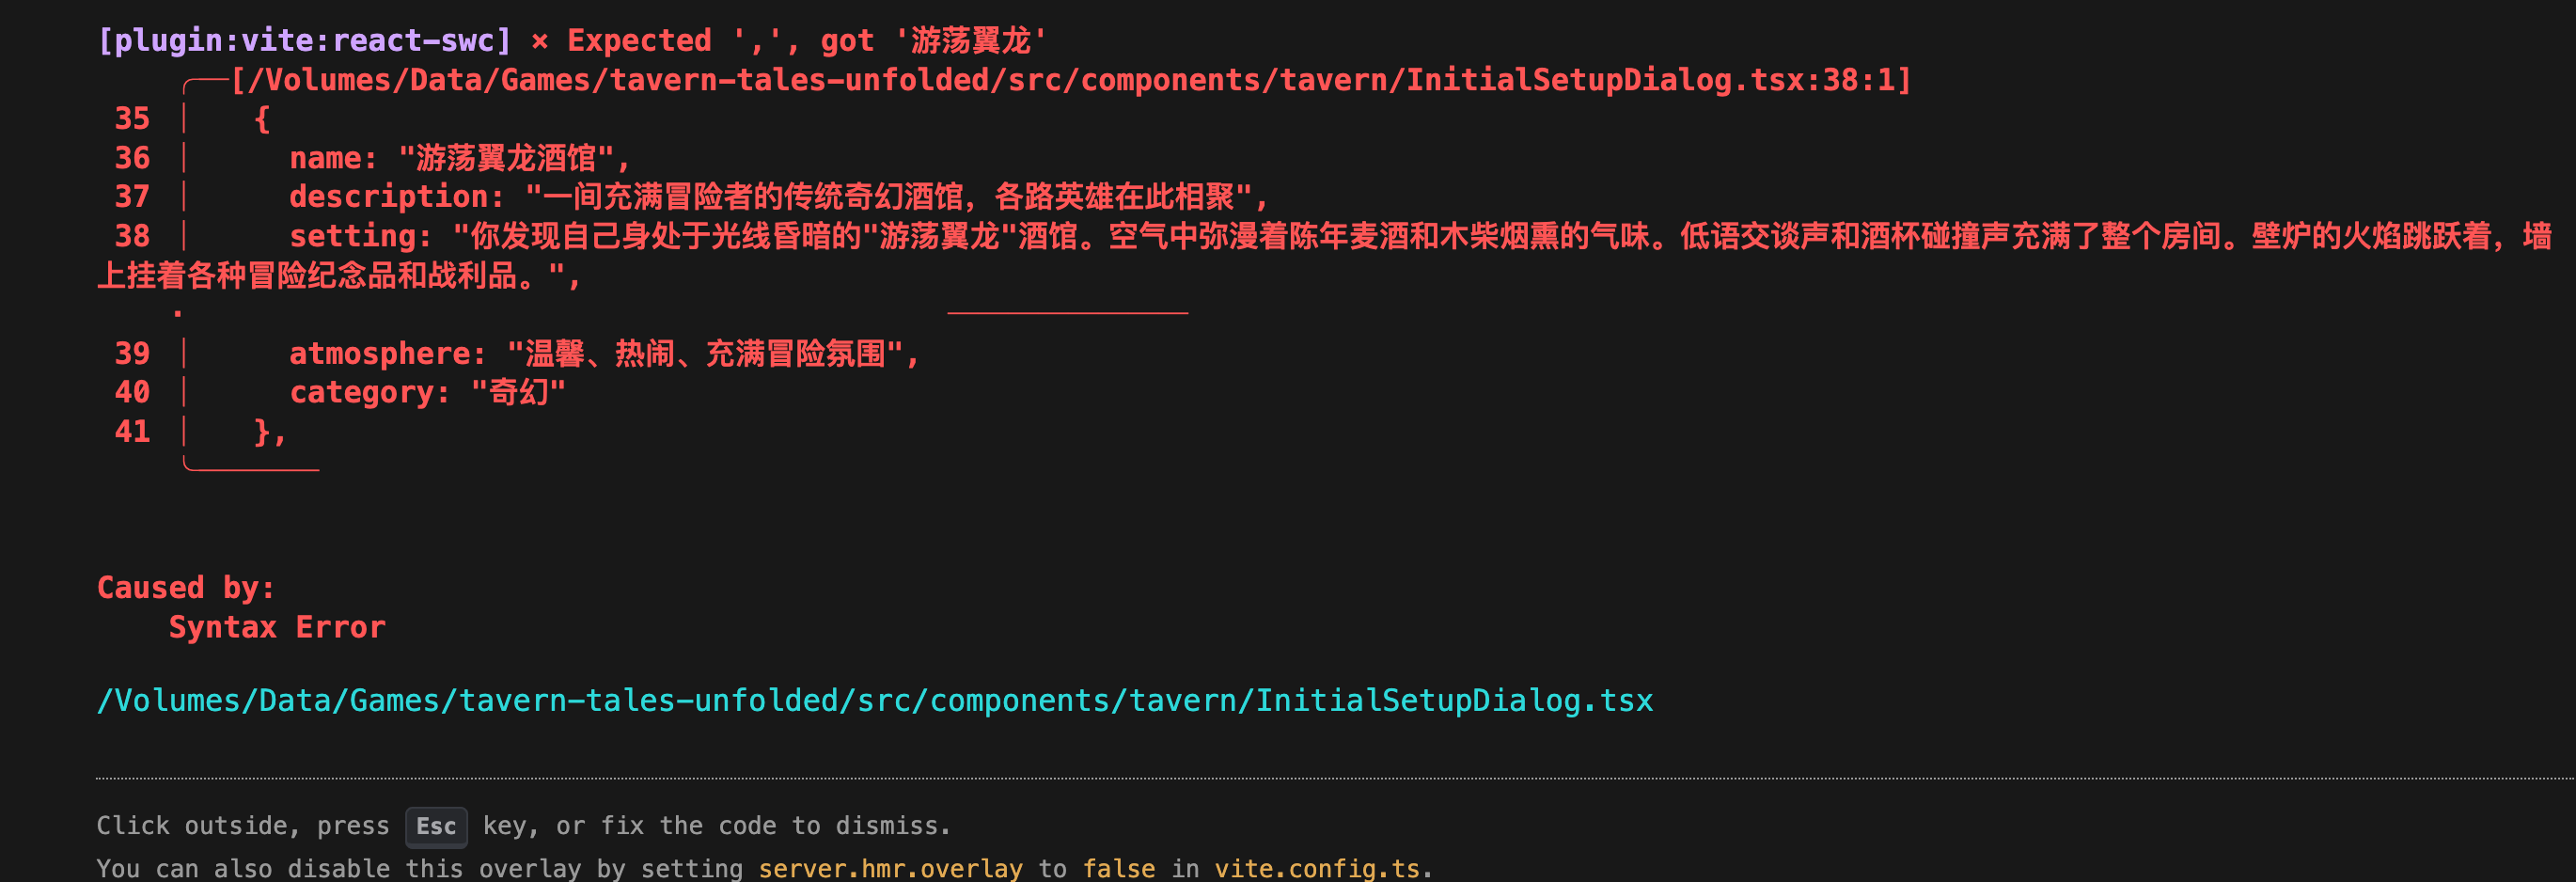 [plugin:vite:react-swc] × Expected ',', got '游荡翼龙'
╭─[/Volumes/Data/Games/tavern-tales-unfolded/src/components/tavern/InitialSetupDialog.tsx:38:1]
35 │ {
36 │ name: "游荡翼龙酒馆",
37 │ description: "一间充满冒险者的传统奇幻酒馆，各路英雄在此相聚",
38 │ setting: "你发现自己身处于光线昏暗的"游荡翼龙"酒馆。空气中弥漫着陈年麦酒和木柴烟熏的气味。低语交谈声和酒杯碰撞声充满了整个房间。壁炉的火焰跳跃着，墙
上挂着各种冒险纪念品和战利品。",
· ────────
39 │ atmosphere: "温馨、热闹、充满冒险氛围",
40 │ category: "奇幻"
41 │ },
╰────
Caused by:
Syntax Error
/Volumes/Data/Games/tavern-tales-unfolded/src/components/tavern/InitialSetupDialog.tsx
Click outside, press Esc key, or fix the code to dismiss.
You can also disable this overlay by setting server.hmr.overlay to false in vite.config.ts.